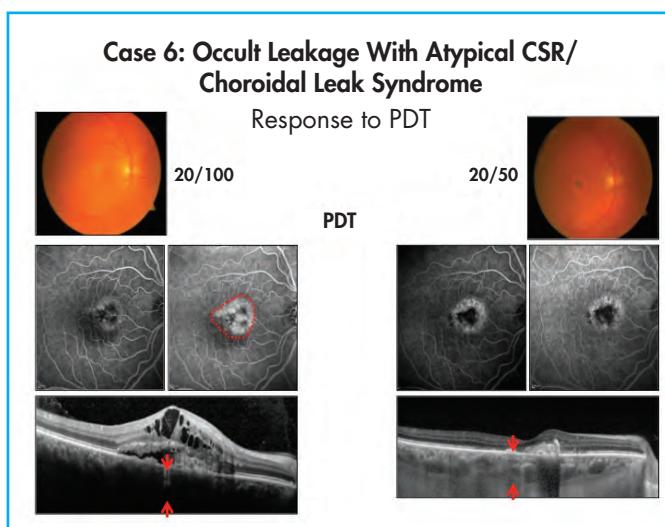 Case 6: Occult Leakage With Atypical CSR/
Choroidal Leak Syndrome
Response to PDT
20/100
20/50
PDT